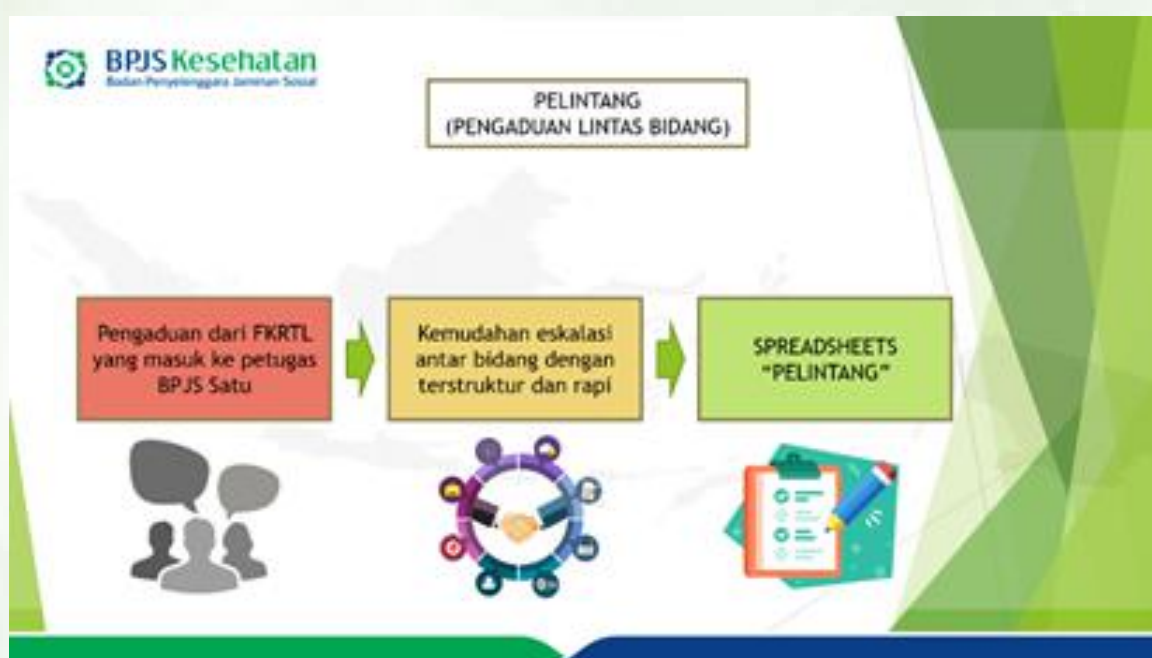 BPJS Kesehatan
Badan Penyelenggara Jaminan Sosial
PELINTANG
(PENGADUAN LINTAS BIDANG)
Pengaduan dari FKRTL
yang masuk ke petugas
BPJS Satu
Kemudahan eskalasi
antar bidang dengan
terstruktur dan rapi
SPREADSHEETS
“PELINTANG”